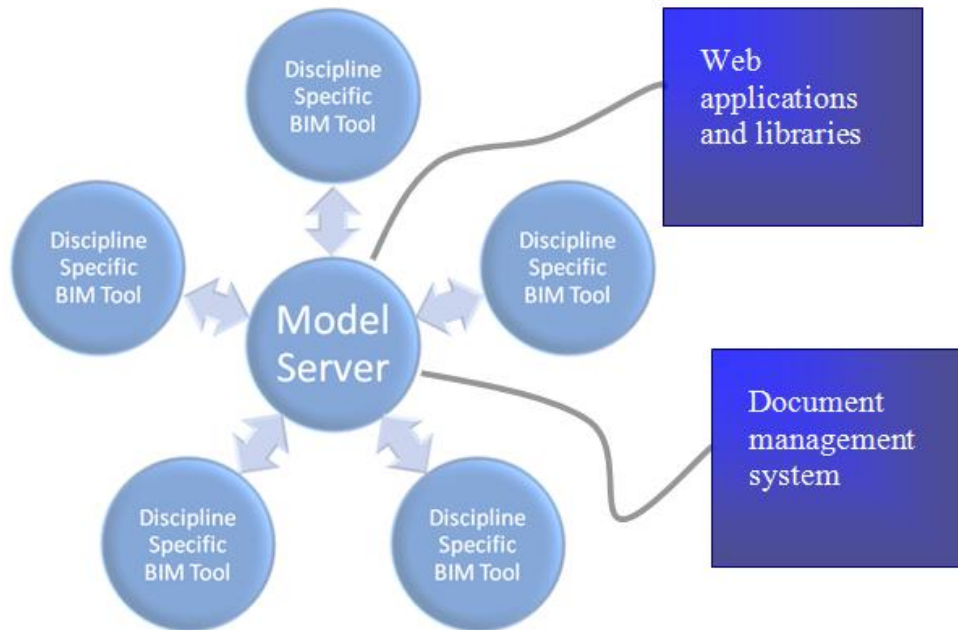 Discipline
Specific
BIM Tool
Web
applications
and libraries
Discipline
Specific
BIM Tool
Discipline
Specific
BIM Tool
Model
Server
Document
management
system
Discipline
Specific
BIM Tool
Discipline
Specific
BIM Tool